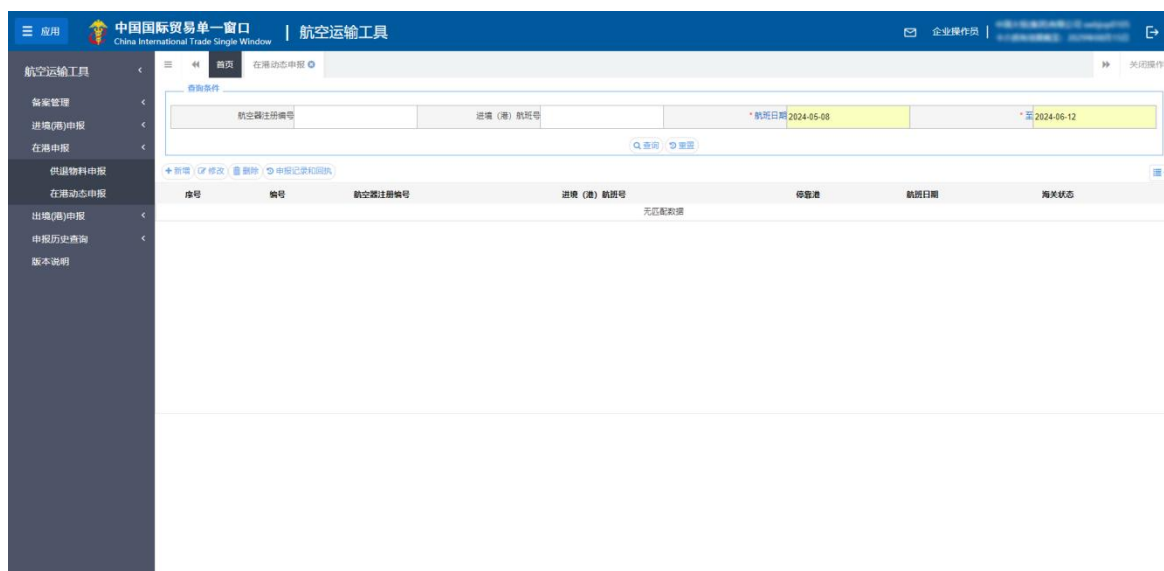 应用
中国国际贸易单一窗口
China International Trade Single Window
航空运输工具
企业操作员
航空运输工具
首页 在港动态申报
关闭操作
备案管理
进境(港)申报
在港申报
供退物料申报
在港动态申报
出境(港)申报
申报历史查询
版本说明
查询条件
航空器注册编号 进境（港）航班号 *航班日期 2024-05-08 *至 2024-06-12
查询 重置
新增 修改 删除 申报记录和回执
序号 编号 航空器注册编号 进境（港）航班号 停靠港 航班日期 海关状态
无匹配数据